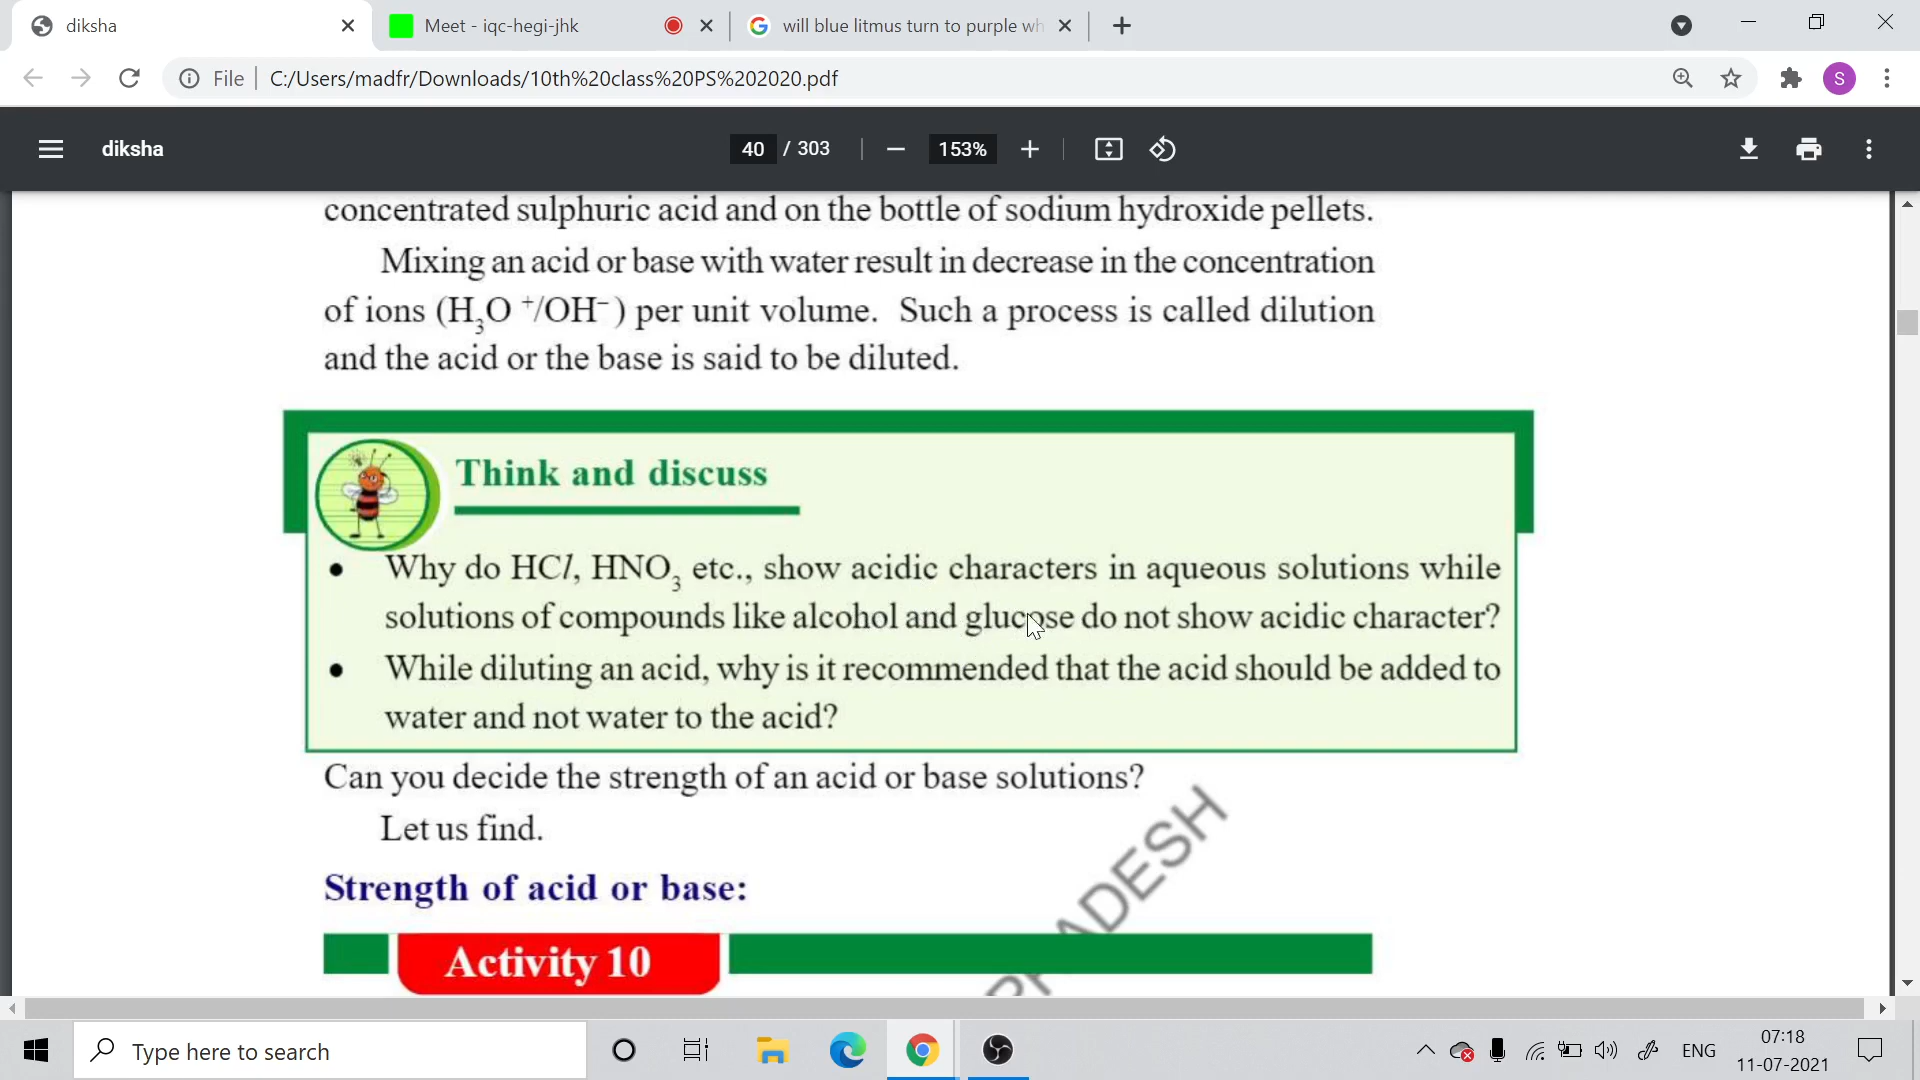 diksha
Meet - iqc-hegi-jhk
will blue litmus turn to purple wh
File
C:/Users/madfr/Downloads/10th%20class%20PS%202020.pdf
S
diksha
40 / 303
153%
concentrated sulphuric acid and on the bottle of sodium hydroxide pellets.
Mixing an acid or base with water result in decrease in the concentration
of ions (H₃O ⁺/OH⁻ ) per unit volume. Such a process is called dilution
and the acid or the base is said to be diluted.
Think and discuss
• Why do HCl, HNO₃ etc., show acidic characters in aqueous solutions while
solutions of compounds like alcohol and glucose do not show acidic character?
• While diluting an acid, why is it recommended that the acid should be added to
water and not water to the acid?
Can you decide the strength of an acid or base solutions?
Let us find.
Strength of acid or base:
ADESH
Activity 10
Type here to search
ENG
07:18
11-07-2021